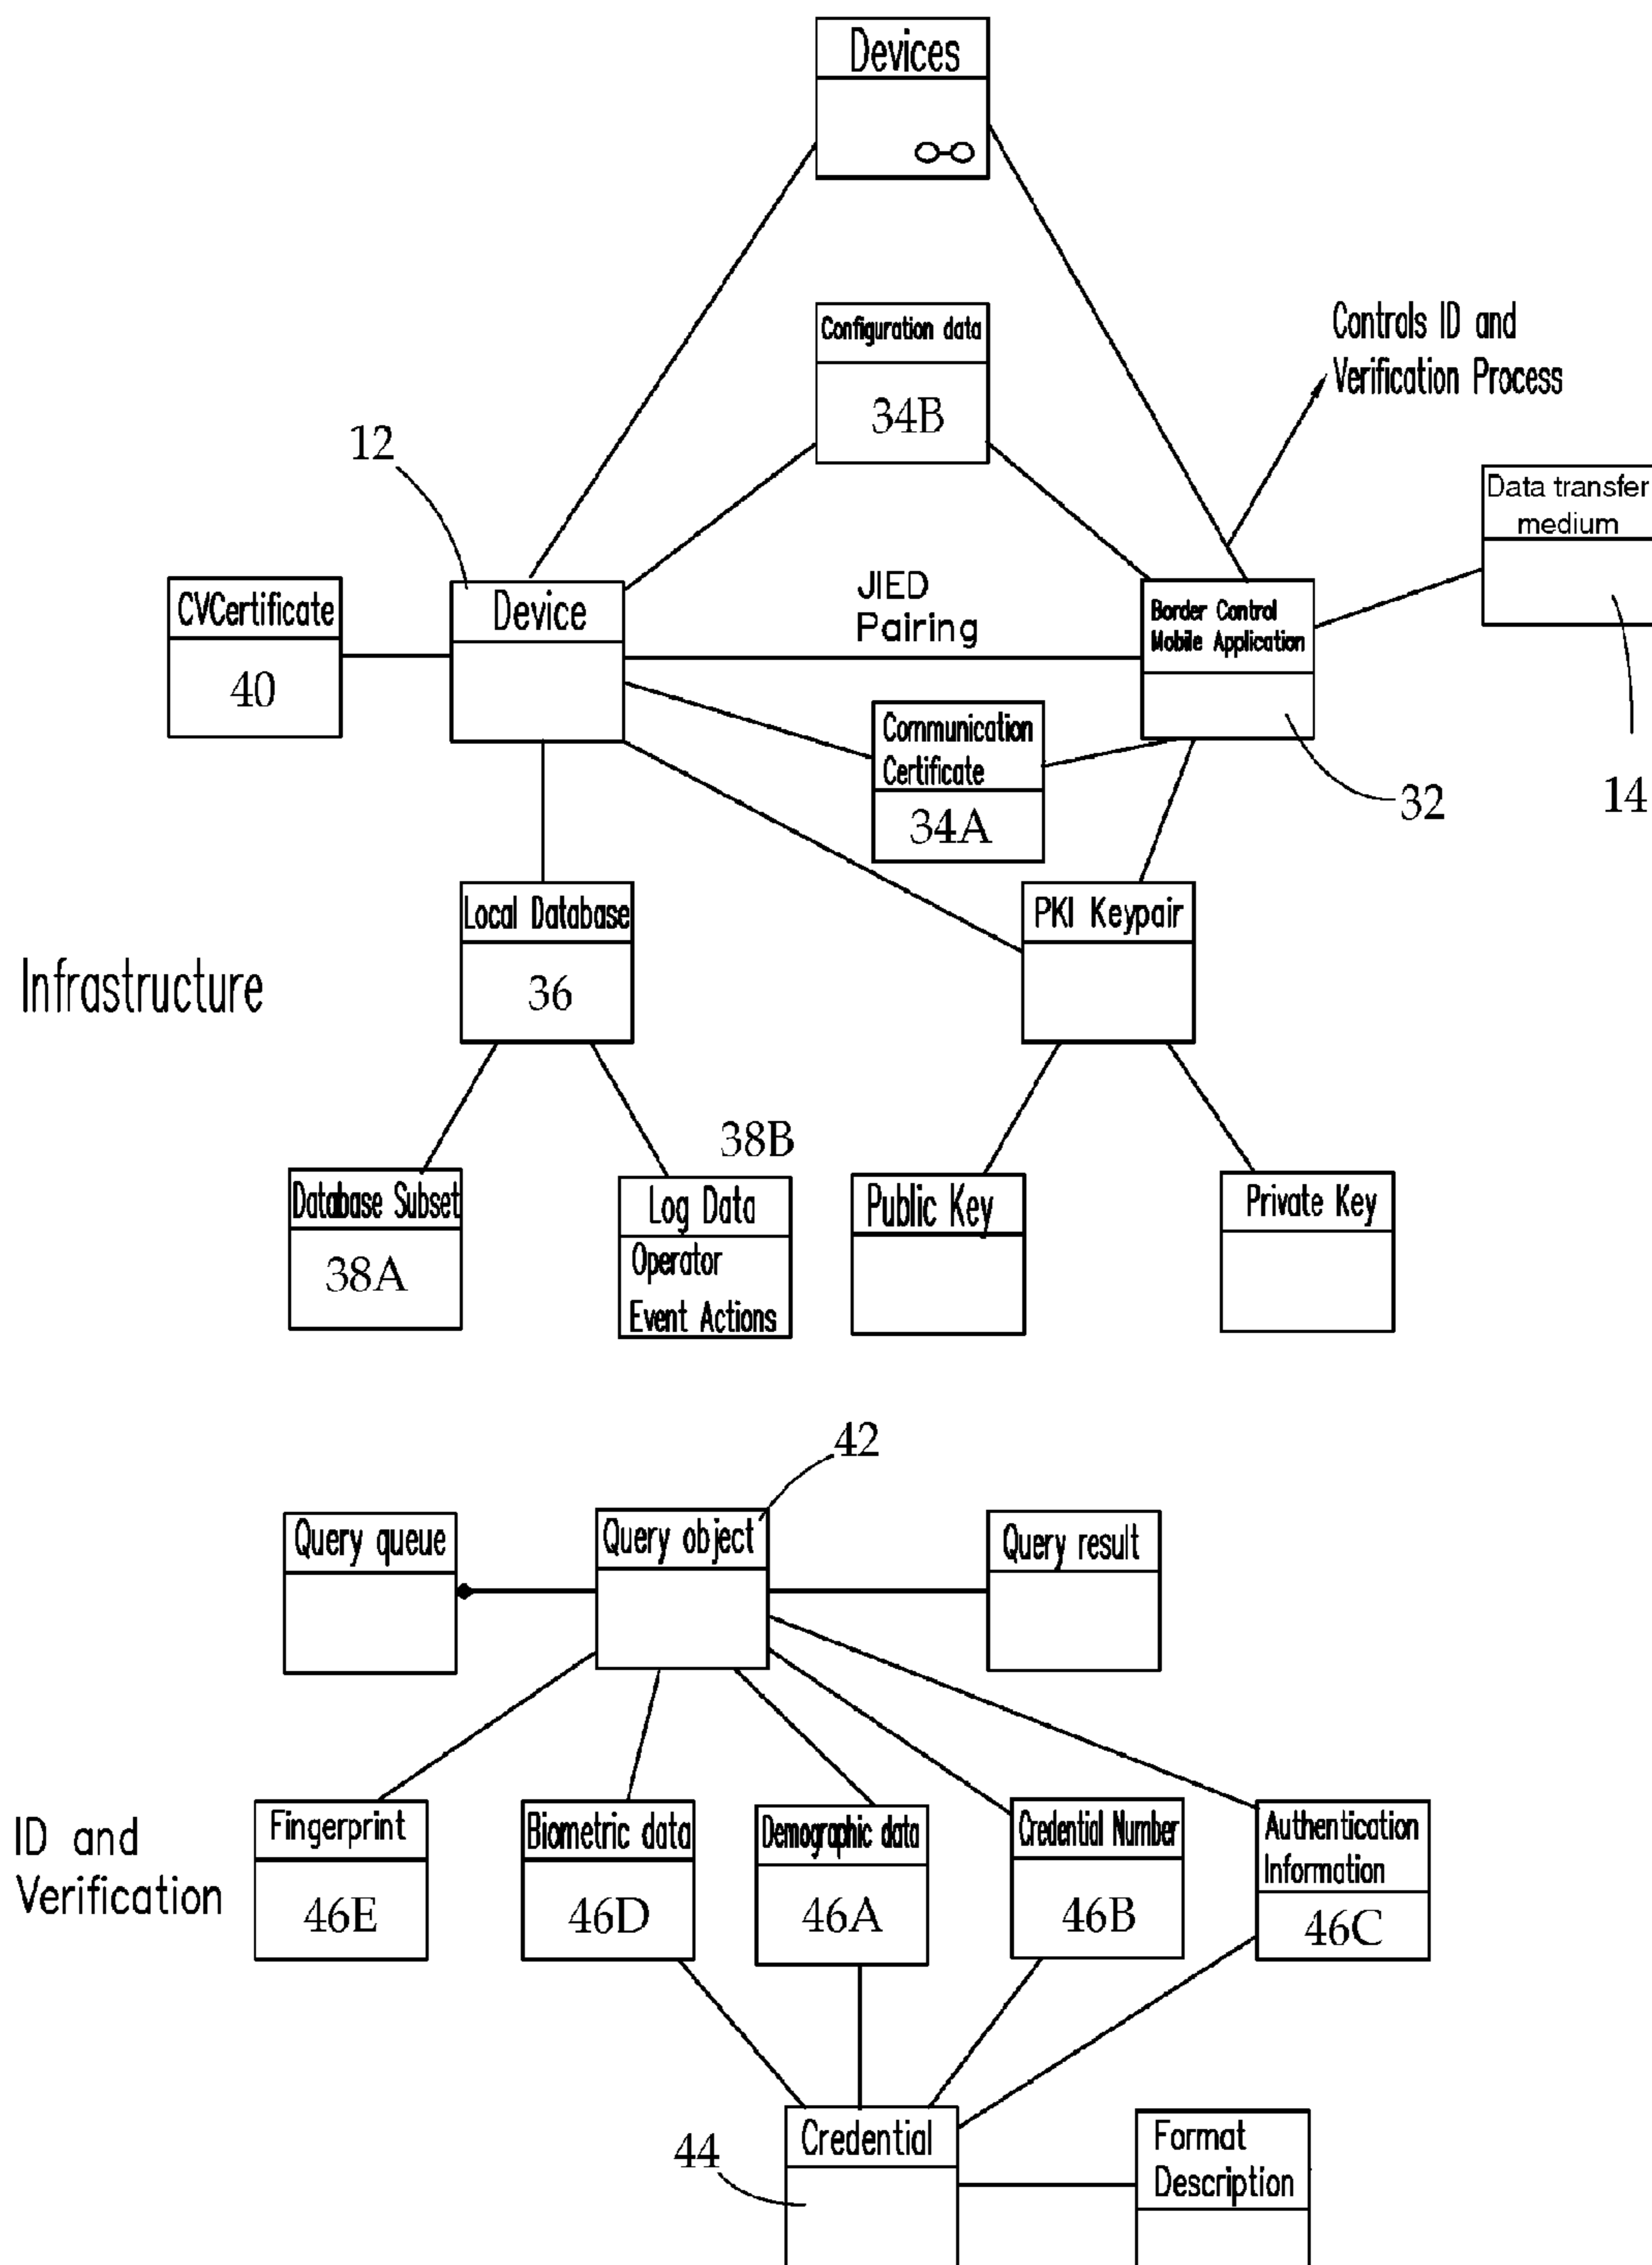 Devices
Configuration data
34B
Controls ID and
Verification Process
12
Data transfer
medium
CVCertificate
40
Device
JIED
Pairing
Border Control
Mobile Application
Communication
Certificate
34A
32
14
Local Database
36
PKI Keypair
Infrastructure
38B
Database Subset
38A
Log Data
Operator
Event Actions
Public Key
Private Key
42
Query queue
Query object
Query result
ID and
Verification
Fingerprint
46E
Biometric data
46D
Demographic data
46A
Credential Number
46B
Authentication
Information
46C
44
Credential
Format
Description